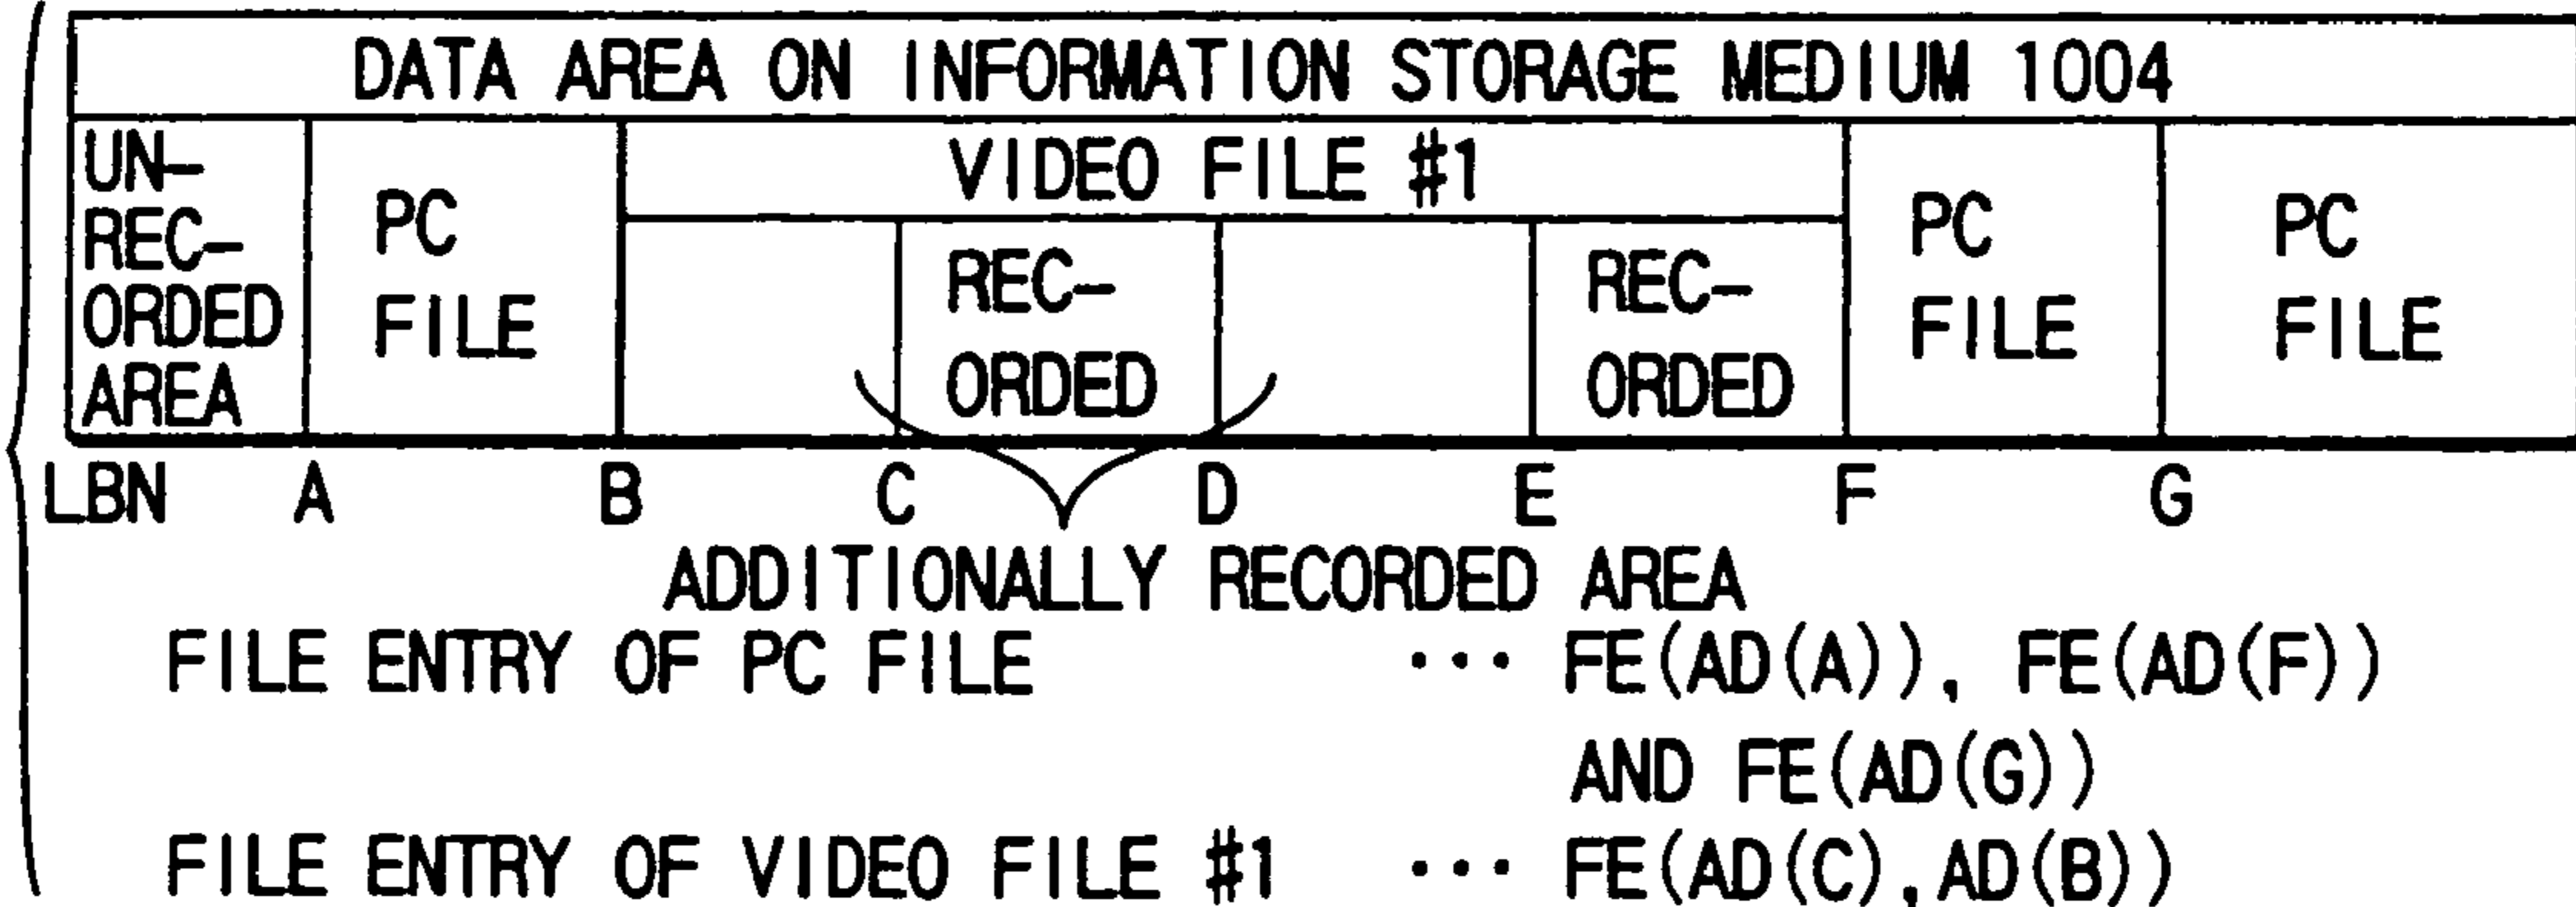 DATA AREA ON INFORMATION STORAGE MEDIUM 1004
UN-
REC-
ORDED
AREA
PC
FILE
VIDEO FILE #1
REC-
ORDED
REC-
ORDED
PC
FILE
PC
FILE
LBN A B C D E F G
ADDITIONALLY RECORDED AREA
FILE ENTRY OF PC FILE ··· FE(AD(A)), FE(AD(F))
AND FE(AD(G))
FILE ENTRY OF VIDEO FILE #1 ··· FE(AD(C),AD(B))